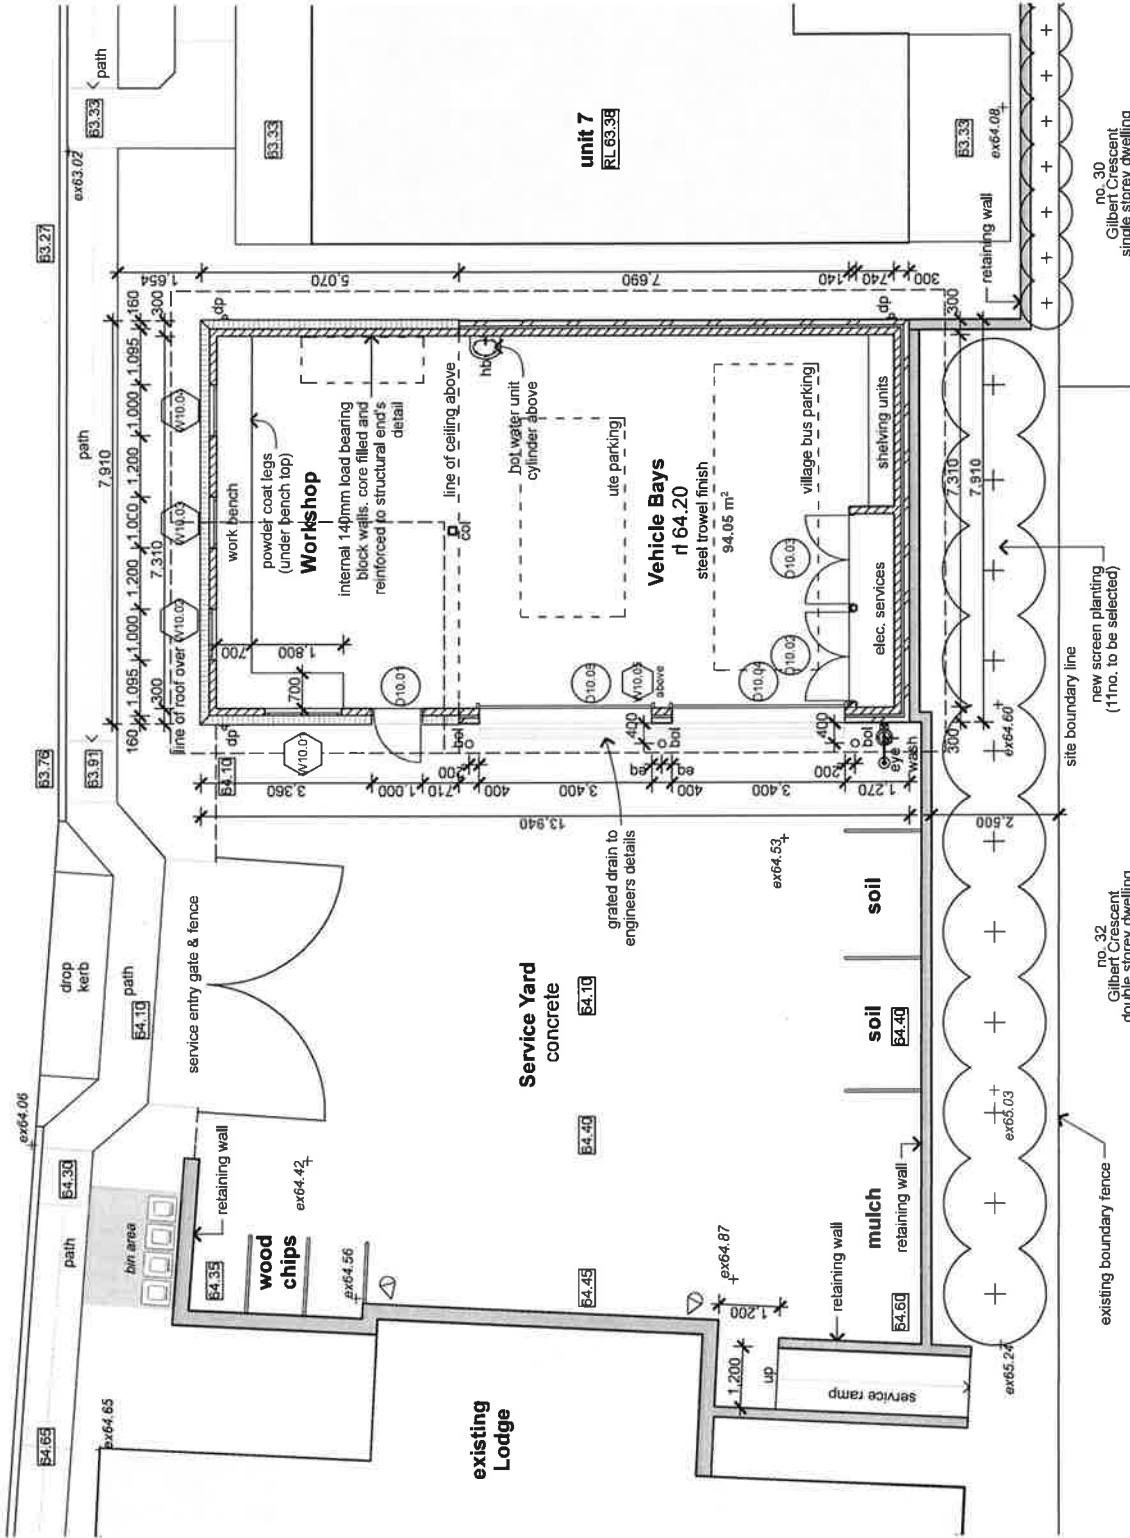 path
63.33
ex63.02
63.27
63.33
unit 7
RL 63.38
63.33
ex64.08
retaining wall
no. 30
Gilbert Crescent
single storey dwelling
1,654
5,070
7,690
140
740
300
path
7,910
160
1,095
1,000
1,200
1,000
1,200
1,000
1,095
160
300
7,310
300
W10.04
W10.03
W10.02
line of roof over
dp
dp
dp
work bench
powder coat legs
(under bench top)
Workshop
internal 140mm load bearing
block walls. core filled and
reinforced to structural end's
detail
line of ceiling above
hb
hot water unit
cylinder above
col
ute parking
Vehicle Bays
rl 64.20
steel trowel finish
94.05 m²
village bus parking
shelving units
elec. services
700
1,800
700
D10.01
D10.03
D10.02
D10.04
W10.05
above
D10.03
bol
bol
bol
400
400
eye
wash
64.10
3,360
1,000
710
200
400
3,400
eq
eq
400
3,400
200
1,270
13,940
2,500
300
7,310
7,910
300
ex64.60
site boundary line
new screen planting
(11no. to be selected)
63.76
63.91
drop
kerb
path
64.10
service entry gate & fence
grated drain to
engineers details
ex64.53
soil
soil
64.40
Service Yard
concrete
64.10
64.40
64.45
no. 32
Gilbert Crescent
double storey dwelling
ex64.06
64.30
path
bin area
retaining wall
64.35
wood
chips
ex64.42
ex64.56
ex64.87
1,200
1,200
up
service ramp
retaining wall
mulch
retaining wall
64.60
ex65.03
ex65.24
existing boundary fence
64.65
ex64.65
existing
Lodge